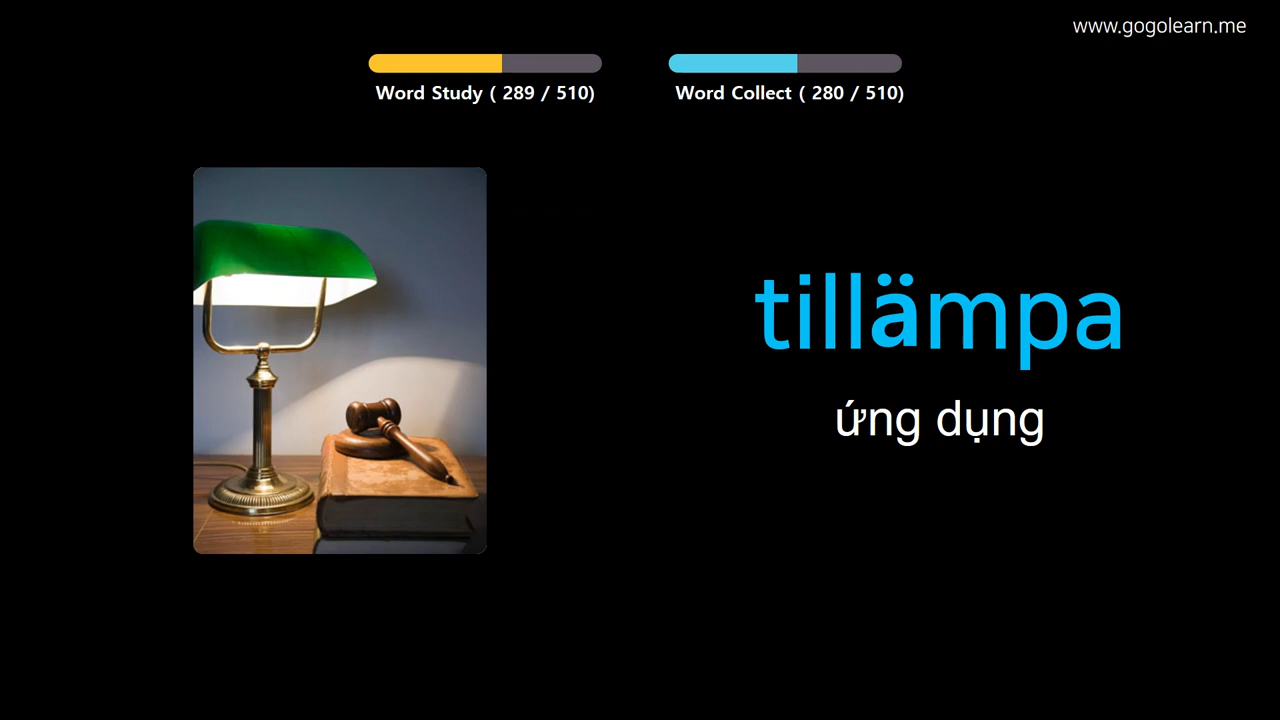 www.gogolearn.me
Word Study ( 289 / 510)
Word Collect ( 280 / 510)
tillämpa
ứng dụng